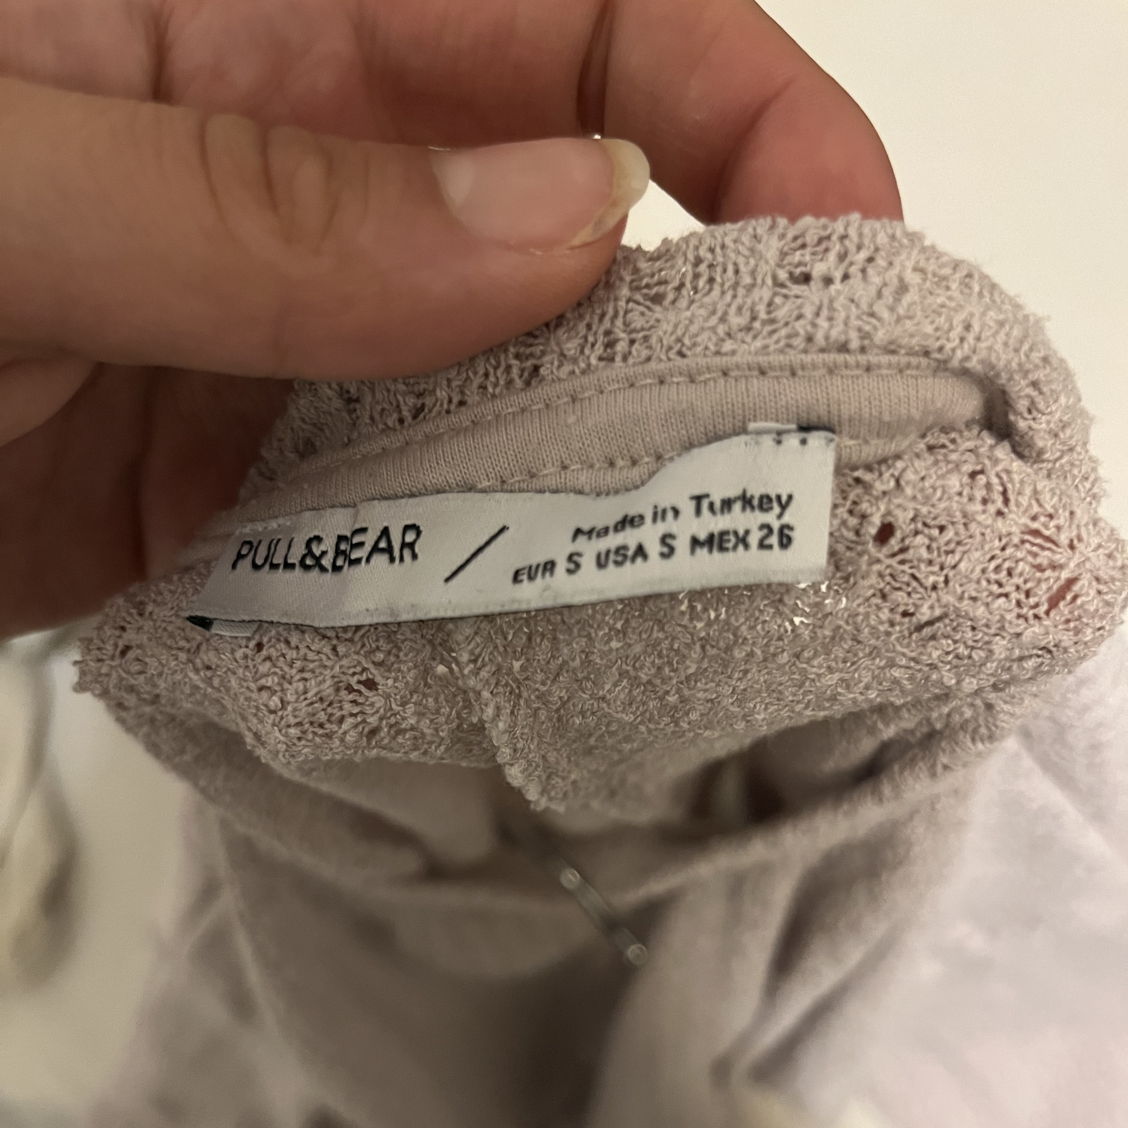 PULL&BEAR /
Made in Turkey
EUR S USA S MEX 26